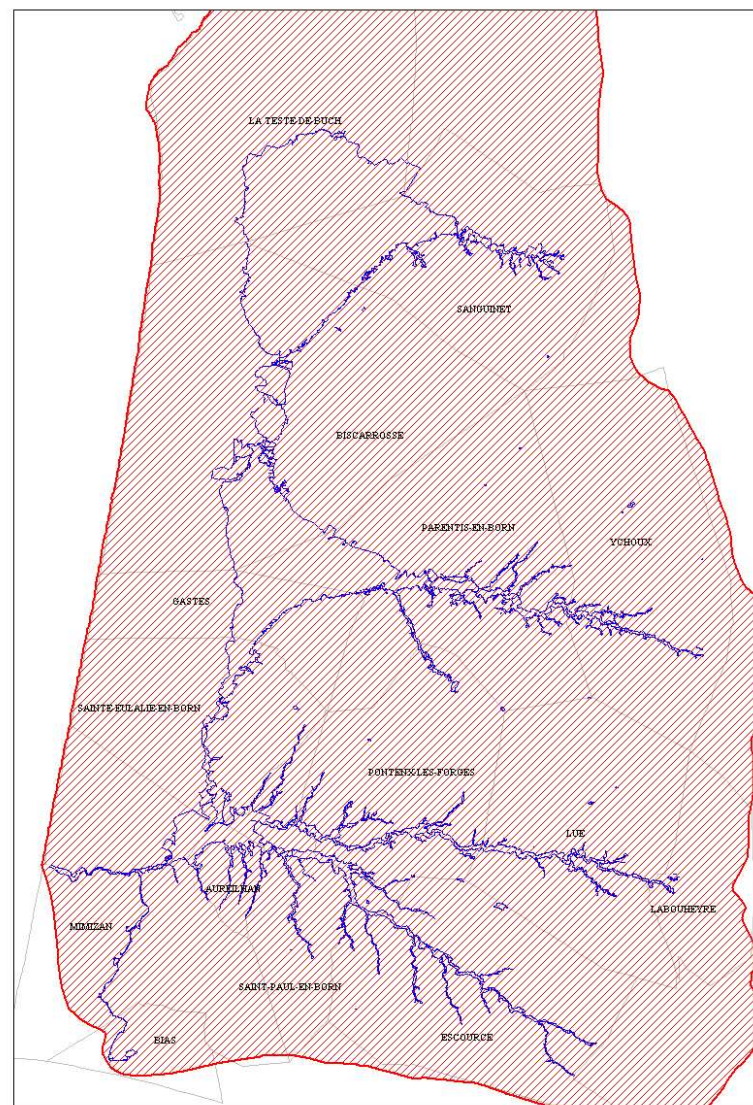 LA TESTE-DE-BUCH
SANGUINET
BISCARROSSE
PARENTIS-EN-BORN
YCHOUX
GASTES
SAINTE-EULALIE-EN-BORN
PONTENX-LES-FORGES
LUE
AUREILHAN
LABOUHEYRE
MIMIZAN
SAINT-PAUL-EN-BORN
BIAS
ESCOURCE